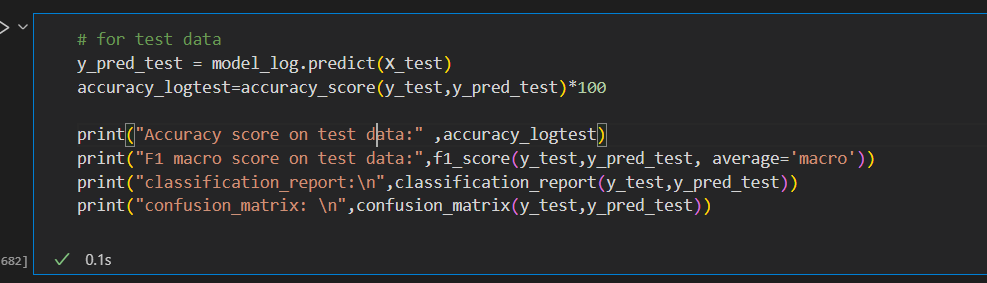 # for test data
y_pred_test = model_log.predict(X_test)
accuracy_logtest=accuracy_score(y_test,y_pred_test)*100
print("Accuracy score on test data:" ,accuracy_logtest)
print("F1 macro score on test data:",f1_score(y_test,y_pred_test, average='macro'))
print("classification_report:\n",classification_report(y_test,y_pred_test))
print("confusion_matrix: \n",confusion_matrix(y_test,y_pred_test))
682] 0.1s